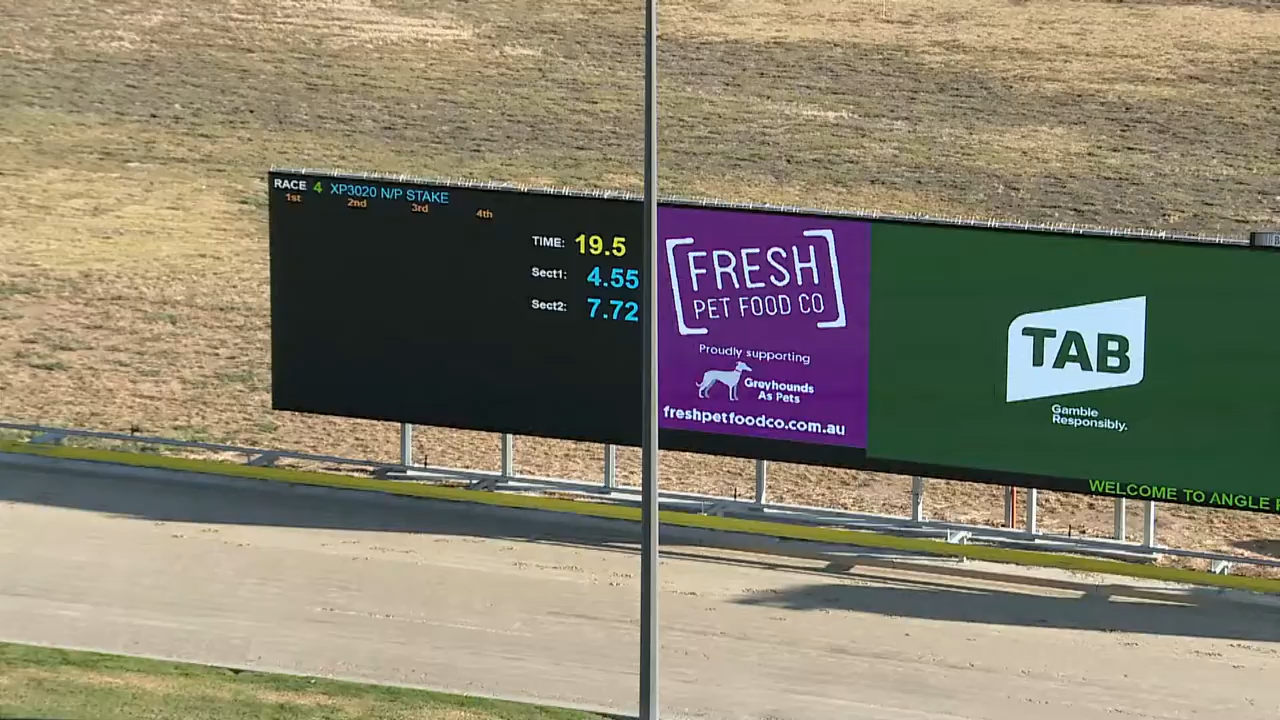 RACE 4 XP3020 N/P STAKE
1st 2nd 3rd 4th
TIME: 19.5
Sect1: 4.55
Sect2: 7.72
FRESH
PET FOOD CO
Proudly supporting
Greyhounds
As Pets
freshpetfoodco.com.au
TAB
Gamble
Responsibly.
WELCOME TO ANGLE